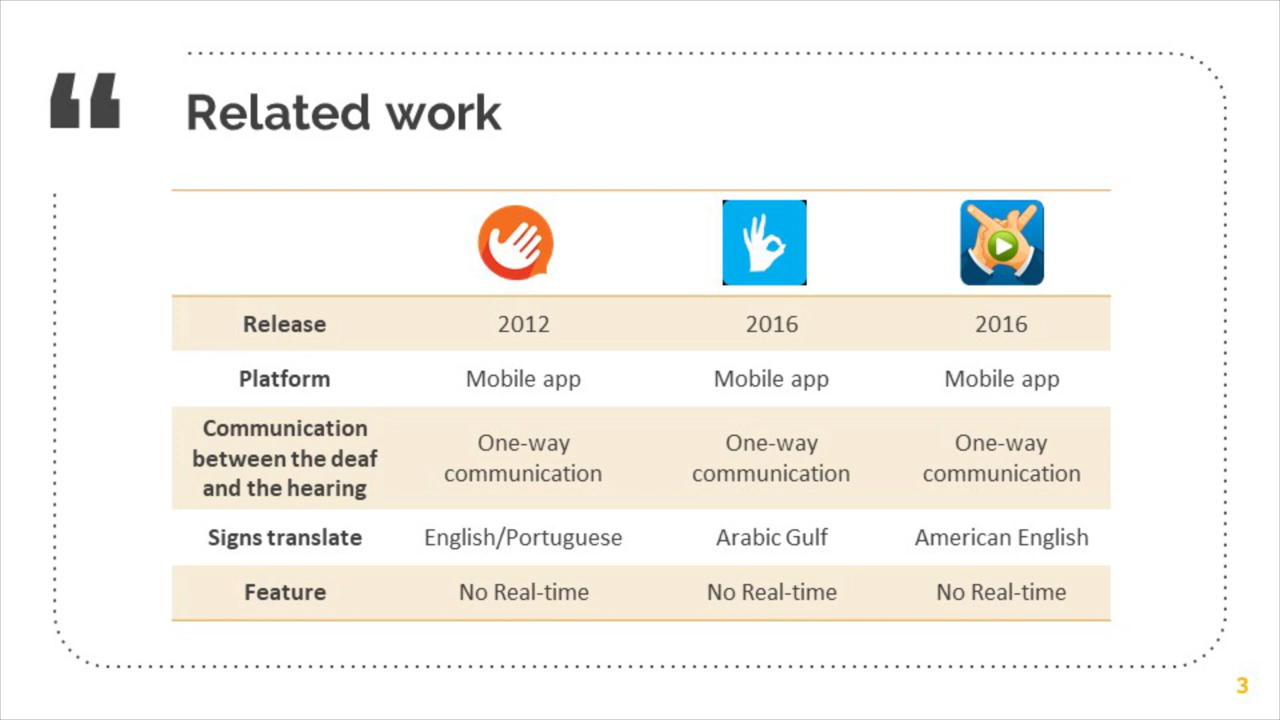 “
Related work
Release 2012 2016 2016
Platform Mobile app Mobile app Mobile app
Communication
between the deaf
and the hearing
One-way
communication
One-way
communication
One-way
communication
Signs translate English/Portuguese Arabic Gulf American English
Feature No Real-time No Real-time No Real-time
3